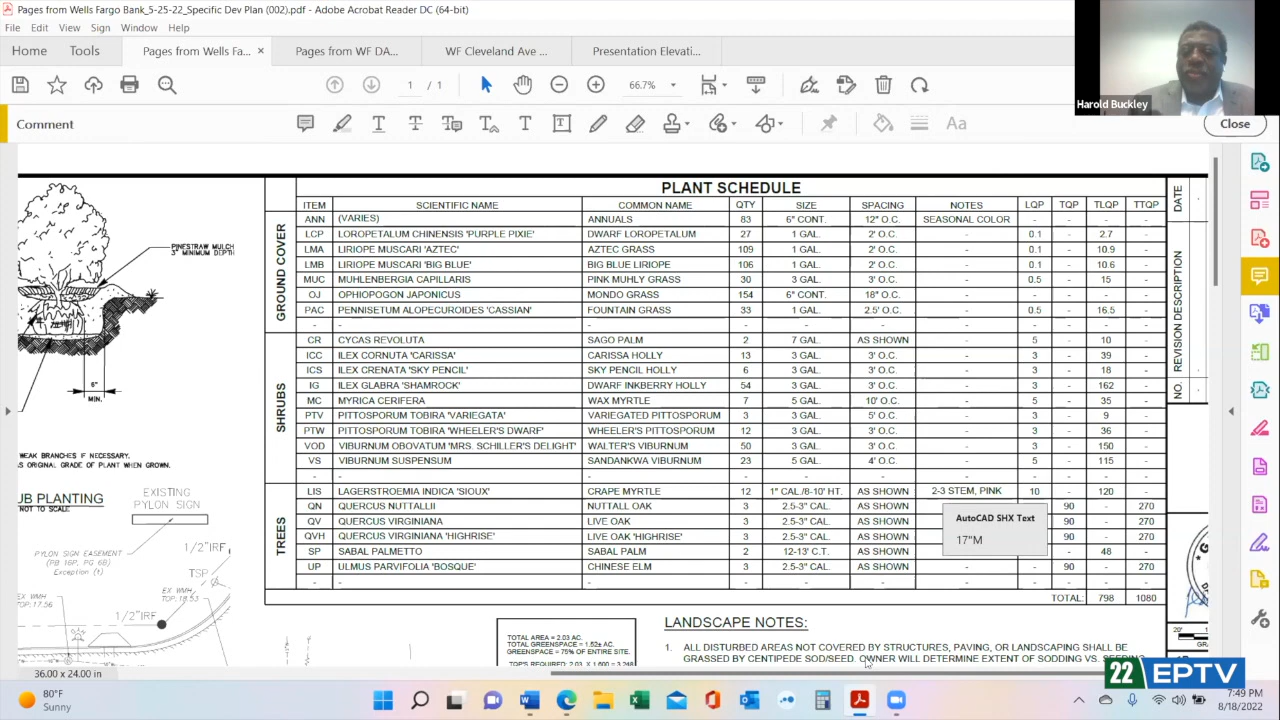 Pages from Wells Fargo Bank_5-25-22_Specific Dev Plan (002).pdf - Adobe Acrobat Reader DC (64-bit)
File Edit View Sign Window Help
Home Tools Pages from Wells Fa... × Pages from WF DA... WF Cleveland Ave ... Presentation Elevati...
1 / 1 66.7%
Harold Buckley
Comment Close
PLANT SCHEDULE
ITEM SCIENTIFIC NAME COMMON NAME QTY SIZE SPACING NOTES LQP TQP TLQP TTQP
GROUND COVER
ANN (VARIES) ANNUALS 83 6" CONT. 12" O.C. SEASONAL COLOR - - - -
LCP LOROPETALUM CHINENSIS 'PURPLE PIXIE' DWARF LOROPETALUM 27 1 GAL. 2' O.C. - 0.1 - 2.7 -
LMA LIRIOPE MUSCARI 'AZTEC' AZTEC GRASS 109 1 GAL. 2' O.C. - 0.1 - 10.9 -
LMB LIRIOPE MUSCARI 'BIG BLUE' BIG BLUE LIRIOPE 106 1 GAL. 2' O.C. - 0.1 - 10.6 -
MUC MUHLENBERGIA CAPILLARIS PINK MUHLY GRASS 30 3 GAL. 3' O.C. - 0.5 - 15 -
OJ OPHIOPOGON JAPONICUS MONDO GRASS 154 6" CONT. 18" O.C. - - - - -
PAC PENNISETUM ALOPECUROIDES 'CASSIAN' FOUNTAIN GRASS 33 1 GAL. 2.5' O.C. - 0.5 - 16.5 -
- - - - - - - - - - -
SHRUBS
CR CYCAS REVOLUTA SAGO PALM 2 7 GAL. AS SHOWN - 5 - 10 -
ICC ILEX CORNUTA 'CARISSA' CARISSA HOLLY 13 3 GAL. 3' O.C. - 3 - 39 -
ICS ILEX CRENATA 'SKY PENCIL' SKY PENCIL HOLLY 6 3 GAL. 3' O.C. - 3 - 18 -
IG ILEX GLABRA 'SHAMROCK' DWARF INKBERRY HOLLY 54 3 GAL. 3' O.C. - 3 - 162 -
MC MYRICA CERIFERA WAX MYRTLE 7 5 GAL. 10' O.C. - 5 - 35 -
PTV PITTOSPORUM TOBIRA 'VARIEGATA' VARIEGATED PITTOSPORUM 3 3 GAL. 5' O.C. - 3 - 9 -
PTW PITTOSPORUM TOBIRA 'WHEELER'S DWARF' WHEELER'S PITTOSPORUM 12 3 GAL. 3' O.C. - 3 - 36 -
VOD VIBURNUM OBOVATUM 'MRS. SCHILLER'S DELIGHT' WALTER'S VIBURNUM 50 3 GAL. 3' O.C. - 3 - 150 -
VS VIBURNUM SUSPENSUM SANDANKWA VIBURNUM 23 5 GAL. 4' O.C. - 5 - 115 -
- - - - - - - - - - -
TREES
LIS LAGERSTROEMIA INDICA 'SIOUX' CRAPE MYRTLE 12 1" CAL./8-10' HT. AS SHOWN 2-3 STEM, PINK 10 - 120 -
QN QUERCUS NUTTALLII NUTTALL OAK 3 2.5-3" CAL. AS SHOWN 90 - 270
QV QUERCUS VIRGINIANA LIVE OAK 3 2.5-3" CAL. AS SHOWN 90 - 270
QVH QUERCUS VIRGINIANA 'HIGHRISE' LIVE OAK 'HIGHRISE' 3 2.5-3" CAL. AS SHOWN 90 - 270
SP SABAL PALMETTO SABAL PALM 2 12-13' C.T. AS SHOWN - 48 -
UP ULMUS PARVIFOLIA 'BOSQUE' CHINESE ELM 3 2.5-3" CAL. AS SHOWN - - 90 - 270
- - - - - - - - - - -
TOTAL: 798 1080
AutoCAD SHX Text
17"M
DATE
REVISION DESCRIPTION
NO.
PINESTRAW MULCH
3" MINIMUM DEPTH
6"
MIN.
WEAK BRANCHES IF NECESSARY.
AS ORIGINAL GRADE OF PLANT WHEN GROWN.
UB PLANTING
NOT TO SCALE
EXISTING
PYLON SIGN
PYLON SIGN EASEMENT
(PB 16P, PG 6B)
Exception (t)
1/2"IRF
TSP
EX WMH
TOP: 17.56
EX WMH
TOP: 18.53
1/2"IRF
TOTAL AREA = 2.03 AC.
TOTAL GREENSPACE = 1.52± AC.
GREENSPACE = 75% OF ENTIRE SITE.
LANDSCAPE NOTES:
1. ALL DISTURBED AREAS NOT COVERED BY STRUCTURES, PAVING, OR LANDSCAPING SHALL BE
GRASSED BY CENTIPEDE SOD/SEED. OWNER WILL DETERMINE EXTENT OF SODDING VS. SEEDING
20'
36.00 x 24.00 in
22 EPTV
80°F
Sunny
7:49 PM
8/18/2022